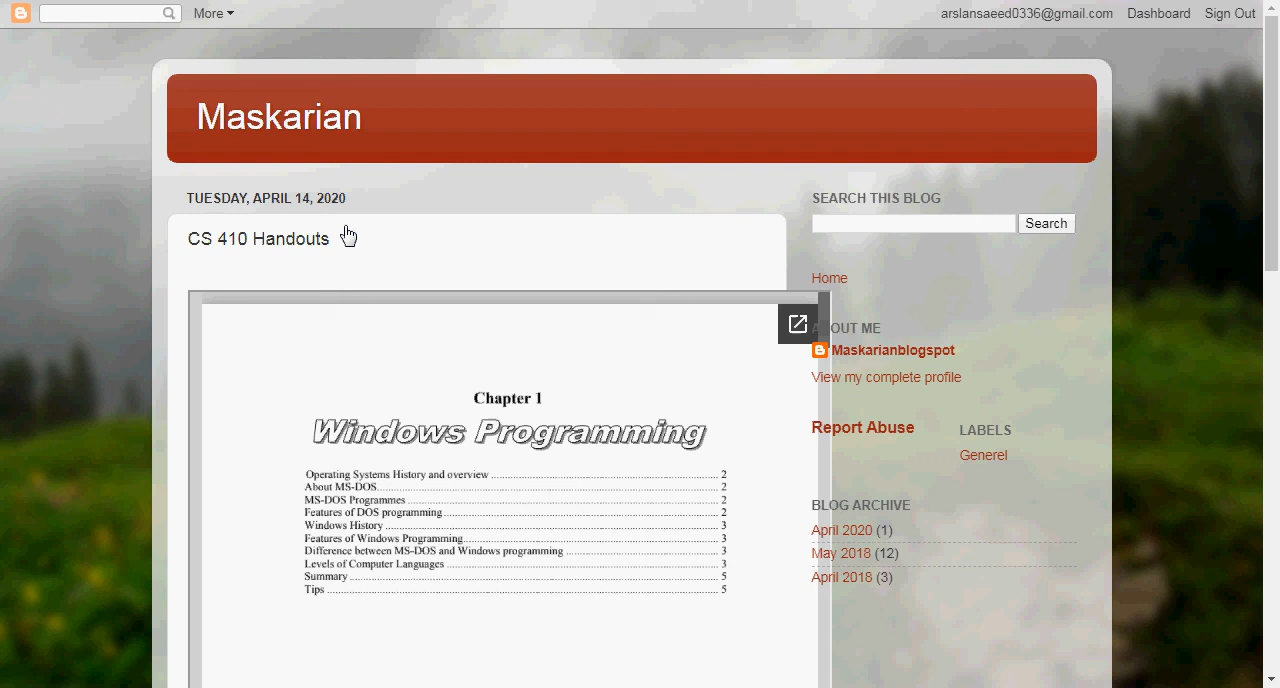 More
arslansaeed0336@gmail.com Dashboard Sign Out
Maskarian
TUESDAY, APRIL 14, 2020
CS 410 Handouts
Chapter 1
Windows Programming
Operating Systems History and overview ... 2
About MS-DOS ... 2
MS-DOS Programmes ... 2
Features of DOS programming ... 2
Windows History ... 3
Features of Windows Programming ... 3
Difference between MS-DOS and Windows programming ... 3
Levels of Computer Languages ... 3
Summary ... 5
Tips ... 5
SEARCH THIS BLOG
Search
Home
OUT ME
Maskarianblogspot
View my complete profile
Report Abuse
LABELS
Generel
BLOG ARCHIVE
April 2020 (1)
May 2018 (12)
April 2018 (3)